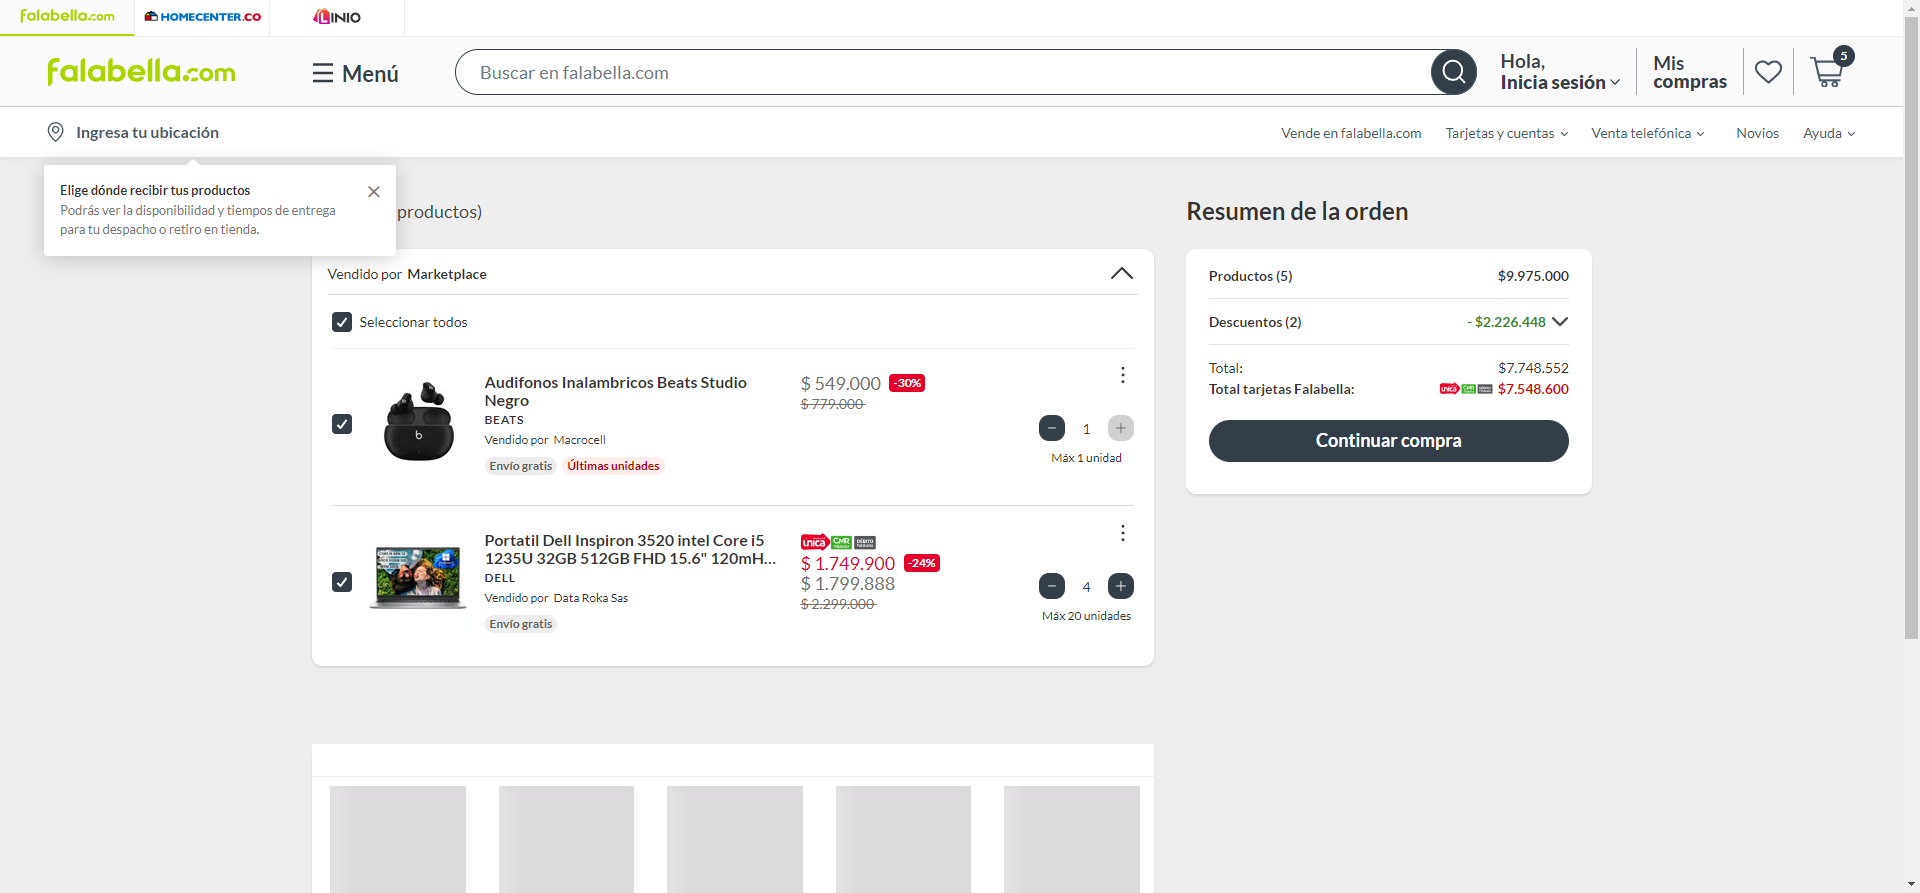 falabella.com
HOMECENTER.CO
LINIO
falabella.com
Menú
Buscar en falabella.com
Hola,
Inicia sesión
Mis
compras
5
Ingresa tu ubicación
Vende en falabella.com
Tarjetas y cuentas
Venta telefónica
Novios
Ayuda
Elige dónde recibir tus productos
Podrás ver la disponibilidad y tiempos de entrega
para tu despacho o retiro en tienda.
productos)
Resumen de la orden
Vendido por Marketplace
Seleccionar todos
Audifonos Inalambricos Beats Studio
Negro
BEATS
Vendido por Macrocell
Envío gratis
Últimas unidades
$ 549.000
-30%
$ 779.000
1
Máx 1 unidad
Portatil Dell Inspiron 3520 intel Core i5
1235U 32GB 512GB FHD 15.6" 120mH...
DELL
Vendido por Data Roka Sas
Envío gratis
unica
CMR
$ 1.749.900
-24%
$ 1.799.888
$ 2.299.000
4
Máx 20 unidades
Productos (5)
$9.975.000
Descuentos (2)
- $2.226.448
Total:
$7.748.552
Total tarjetas Falabella:
unica
CMR
$7.548.600
Continuar compra